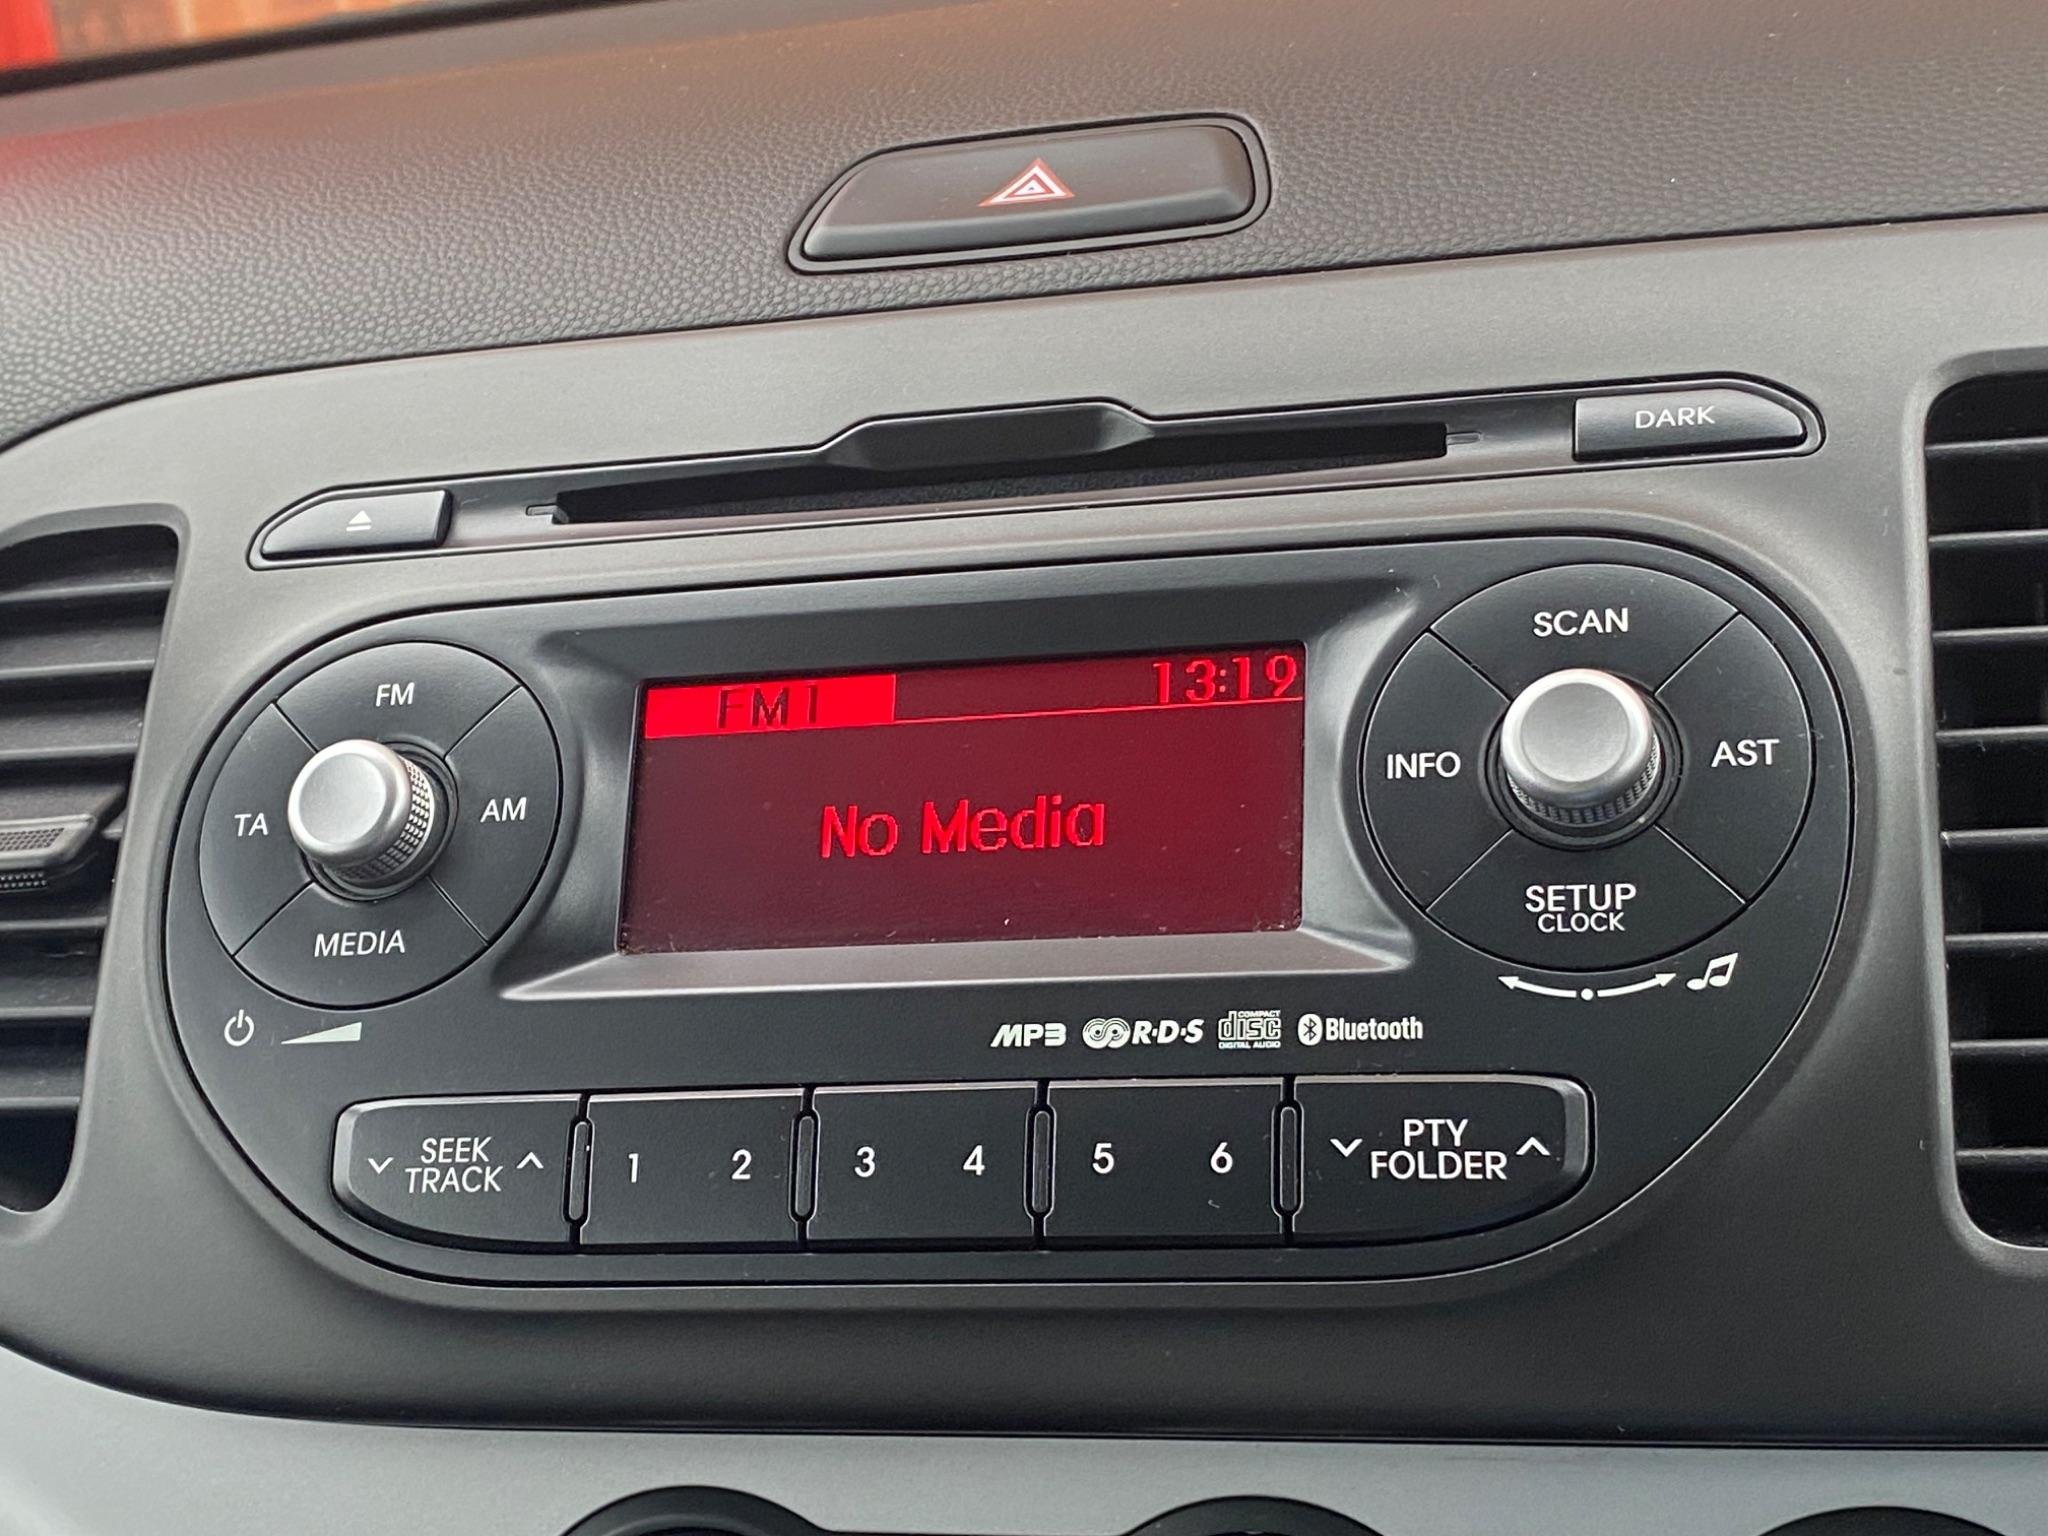 DARK
SCAN
FM
FM1 13:19
INFO
AST
TA
AM
No Media
MEDIA
SETUP
CLOCK
MP3 R·D·S COMPACT disc DIGITAL AUDIO Bluetooth
SEEK
TRACK
1 2 3 4 5 6
PTY
FOLDER